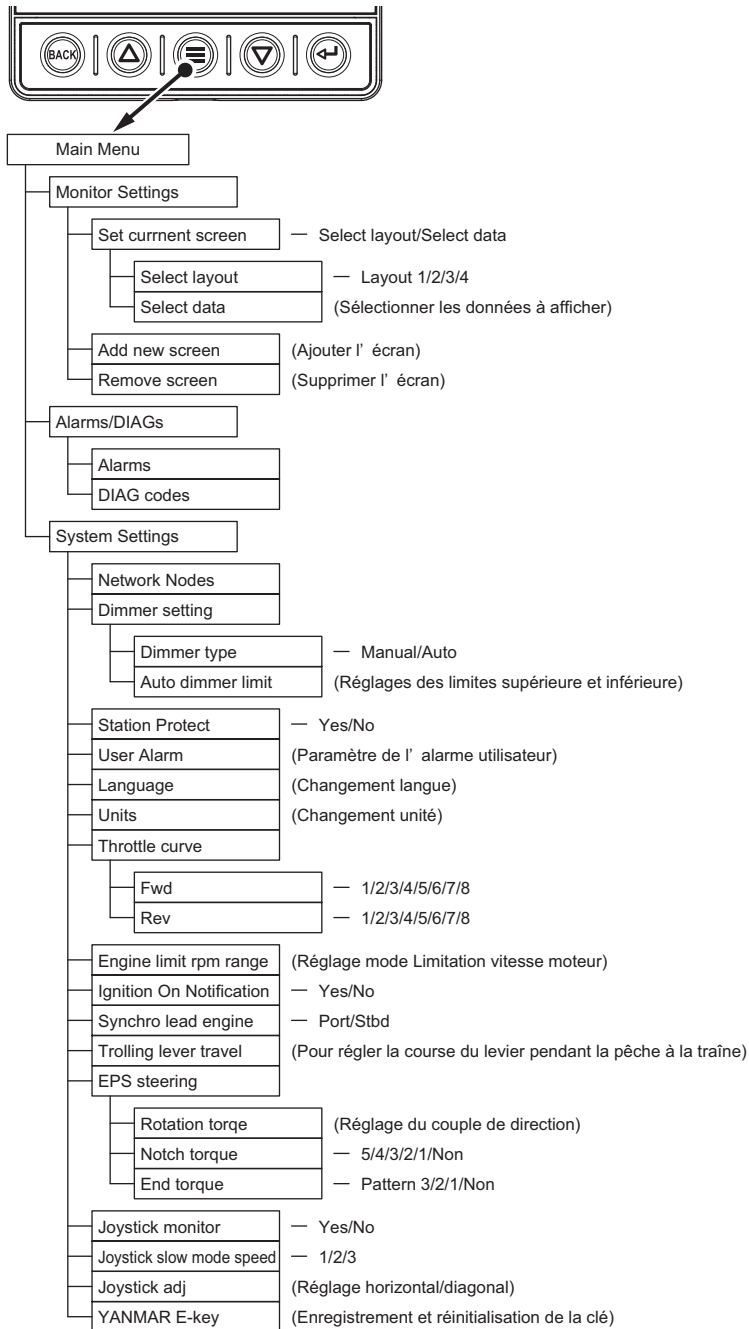 BACK
Main Menu
Monitor Settings
Set currnent screen — Select layout/Select data
Select layout — Layout 1/2/3/4
Select data (Sélectionner les données à afficher)
Add new screen (Ajouter l’ écran)
Remove screen (Supprimer l’ écran)
Alarms/DIAGs
Alarms
DIAG codes
System Settings
Network Nodes
Dimmer setting
Dimmer type — Manual/Auto
Auto dimmer limit (Réglages des limites supérieure et inférieure)
Station Protect — Yes/No
User Alarm (Paramètre de l’ alarme utilisateur)
Language (Changement langue)
Units (Changement unité)
Throttle curve
Fwd — 1/2/3/4/5/6/7/8
Rev — 1/2/3/4/5/6/7/8
Engine limit rpm range (Réglage mode Limitation vitesse moteur)
Ignition On Notification — Yes/No
Synchro lead engine — Port/Stbd
Trolling lever travel (Pour régler la course du levier pendant la pêche à la traîne)
EPS steering
Rotation torqe (Réglage du couple de direction)
Notch torque — 5/4/3/2/1/Non
End torque — Pattern 3/2/1/Non
Joystick monitor — Yes/No
Joystick slow mode speed — 1/2/3
Joystick adj (Réglage horizontal/diagonal)
YANMAR E-key (Enregistrement et réinitialisation de la clé)